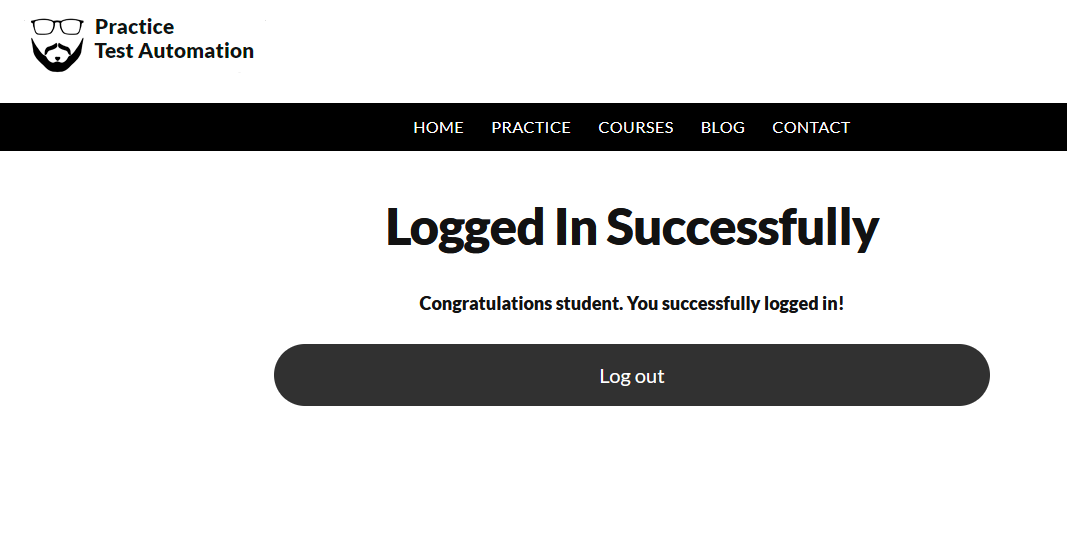 Practice
Test Automation
HOME PRACTICE COURSES BLOG CONTACT
Logged In Successfully
Congratulations student. You successfully logged in!
Log out